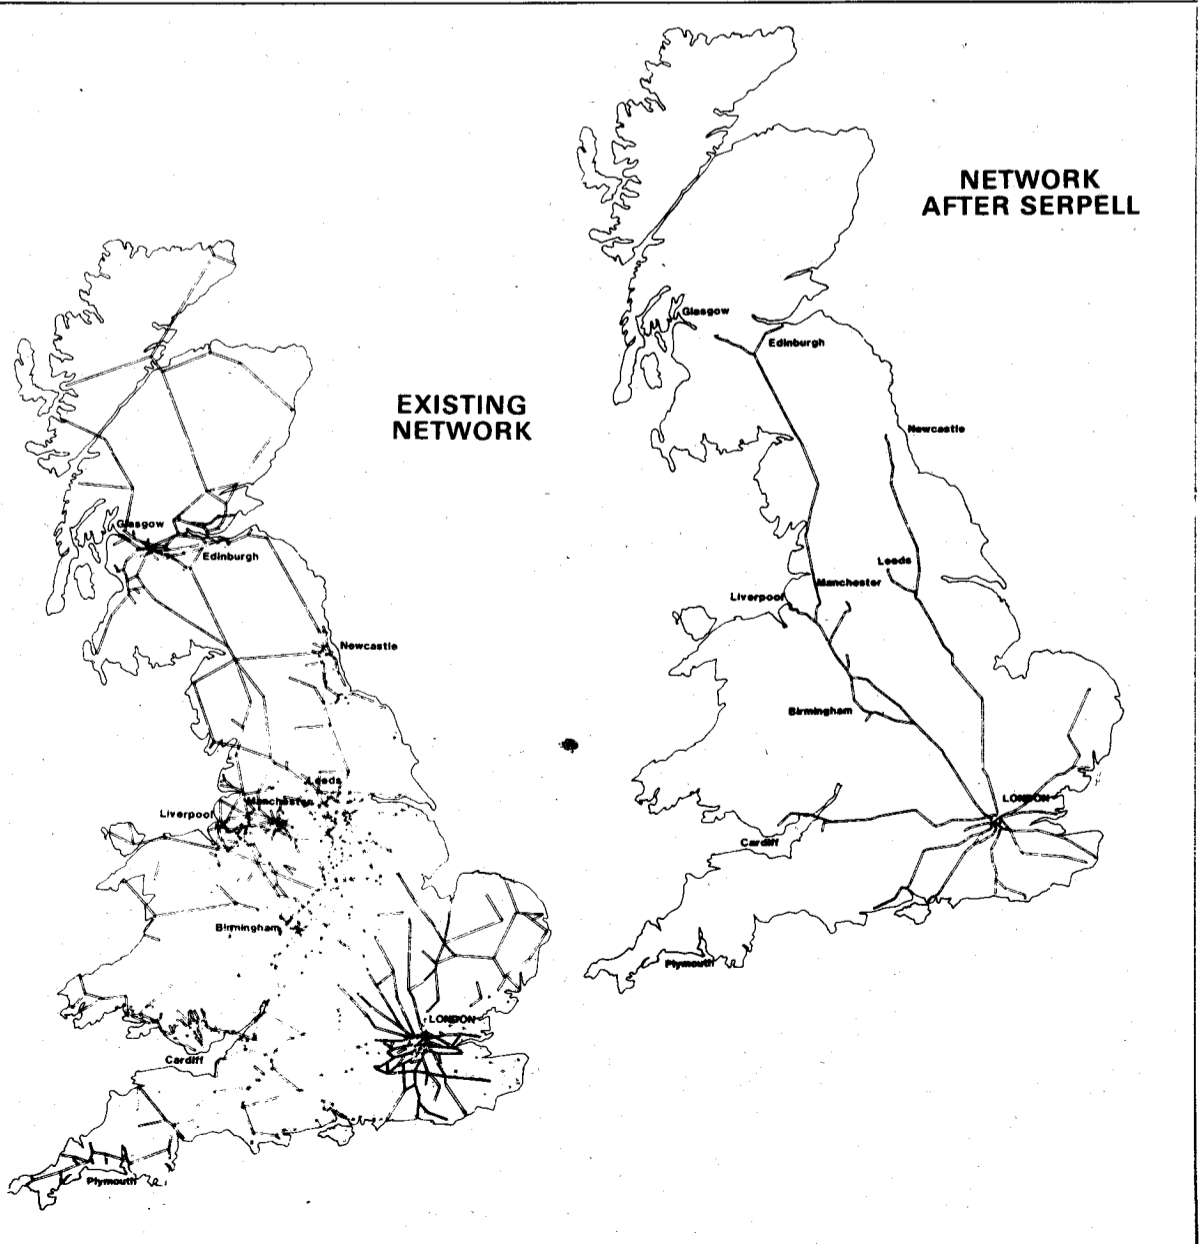 EXISTING
NETWORK
Glasgow
Edinburgh
Newcastle
Leeds
Manchester
Liverpool
Birmingham
LONDON
Cardiff
Plymouth
NETWORK
AFTER SERPELL
Glasgow
Edinburgh
Newcastle
Leeds
Manchester
Liverpool
Birmingham
LONDON
Cardiff
Plymouth